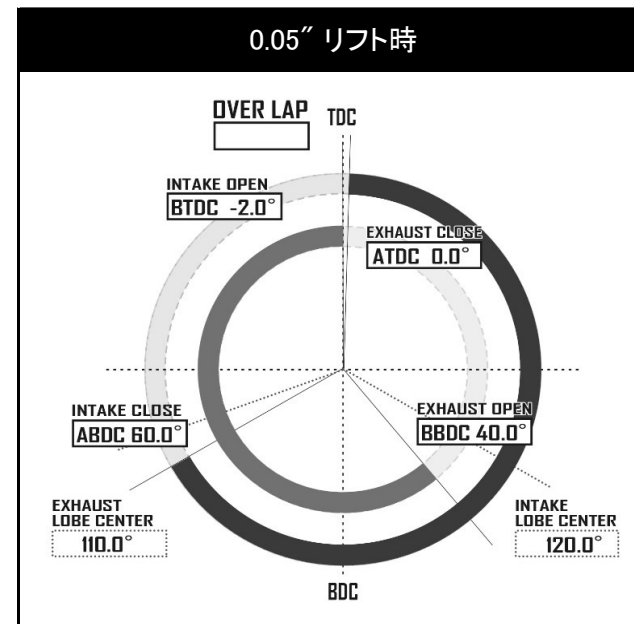 0.05″ リフト時
OVER LAP
TDC
INTAKE OPEN
BTDC -2.0°
EXHAUST CLOSE
ATDC 0.0°
INTAKE CLOSE
ABDC 60.0°
EXHAUST OPEN
BBDC 40.0°
EXHAUST
LOBE CENTER
110.0°
INTAKE
LOBE CENTER
120.0°
BDC